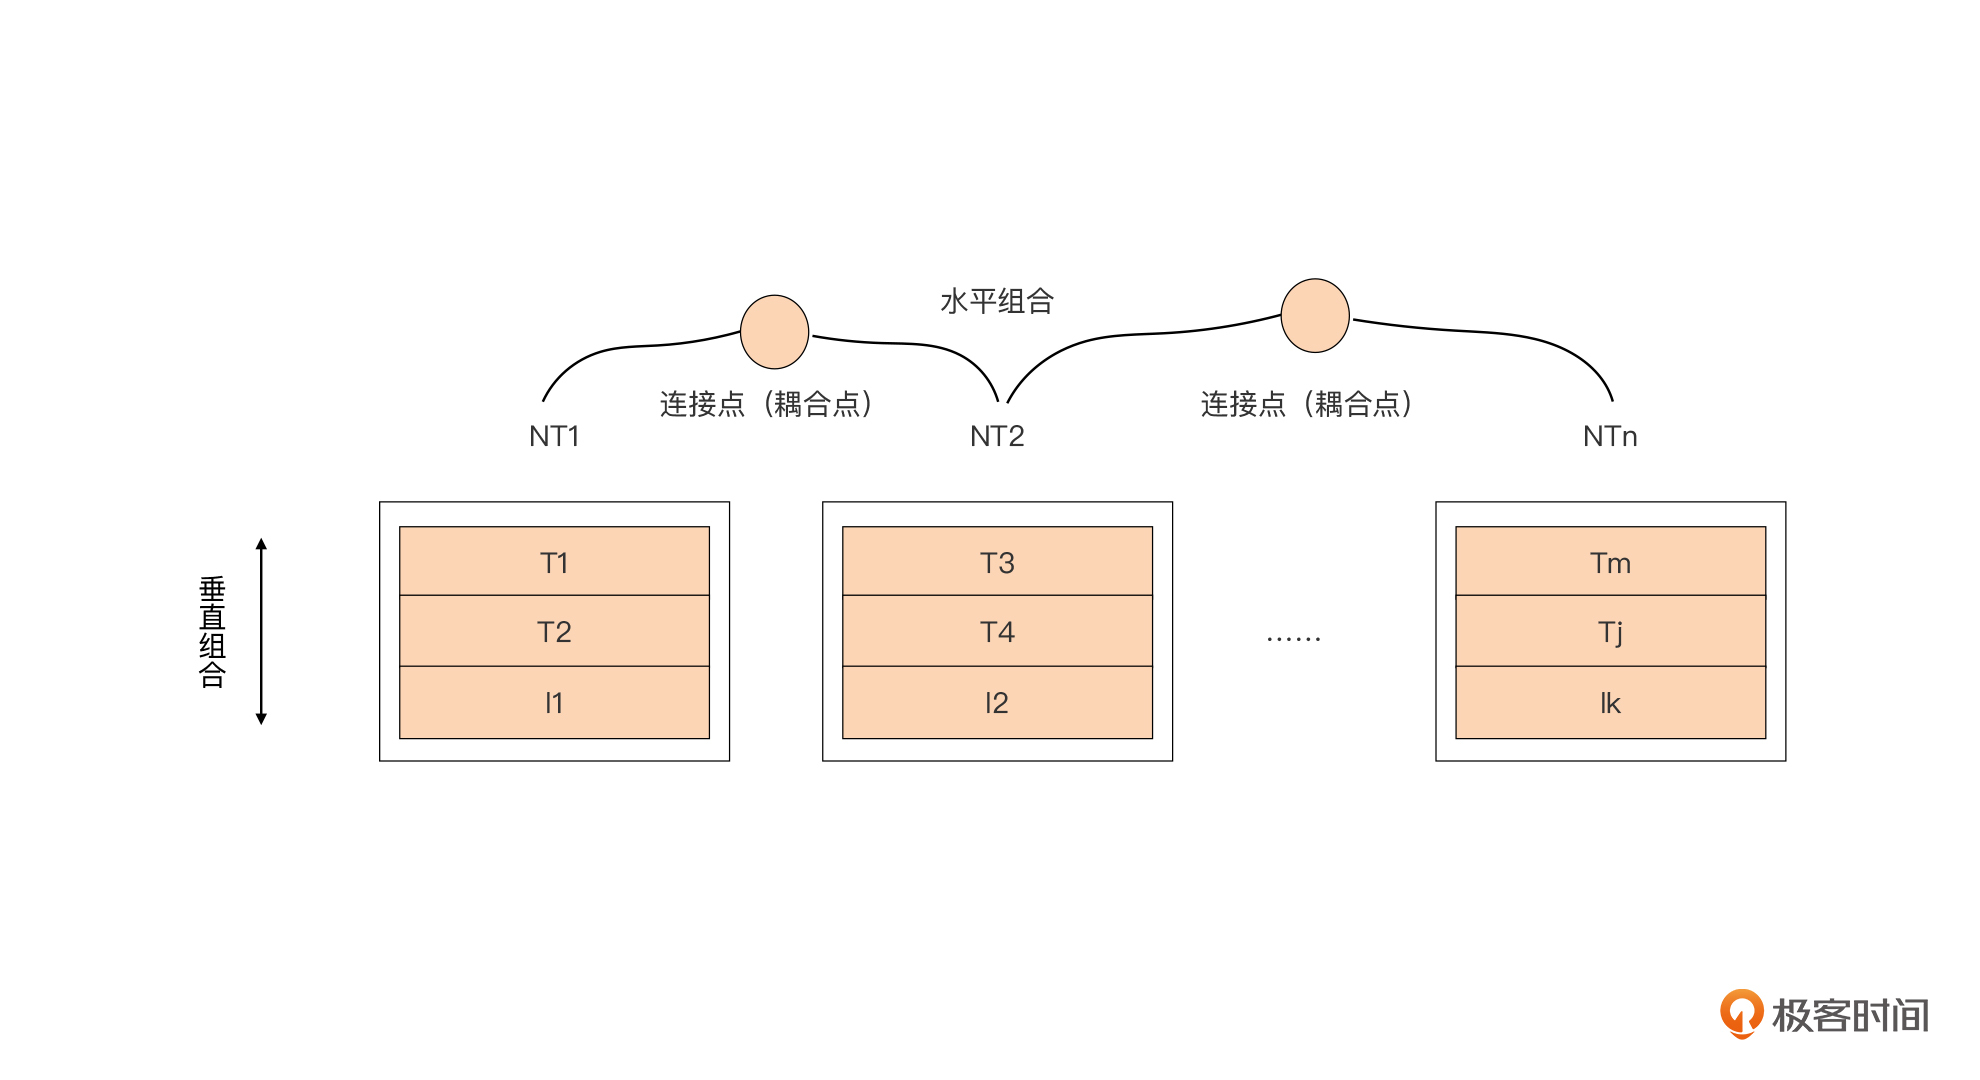 水平组合
连接点（耦合点）
连接点（耦合点）
NT1
NT2
NTn
垂直组合
T1
T2
I1
T3
T4
I2
……
Tm
Tj
Ik
极客时间